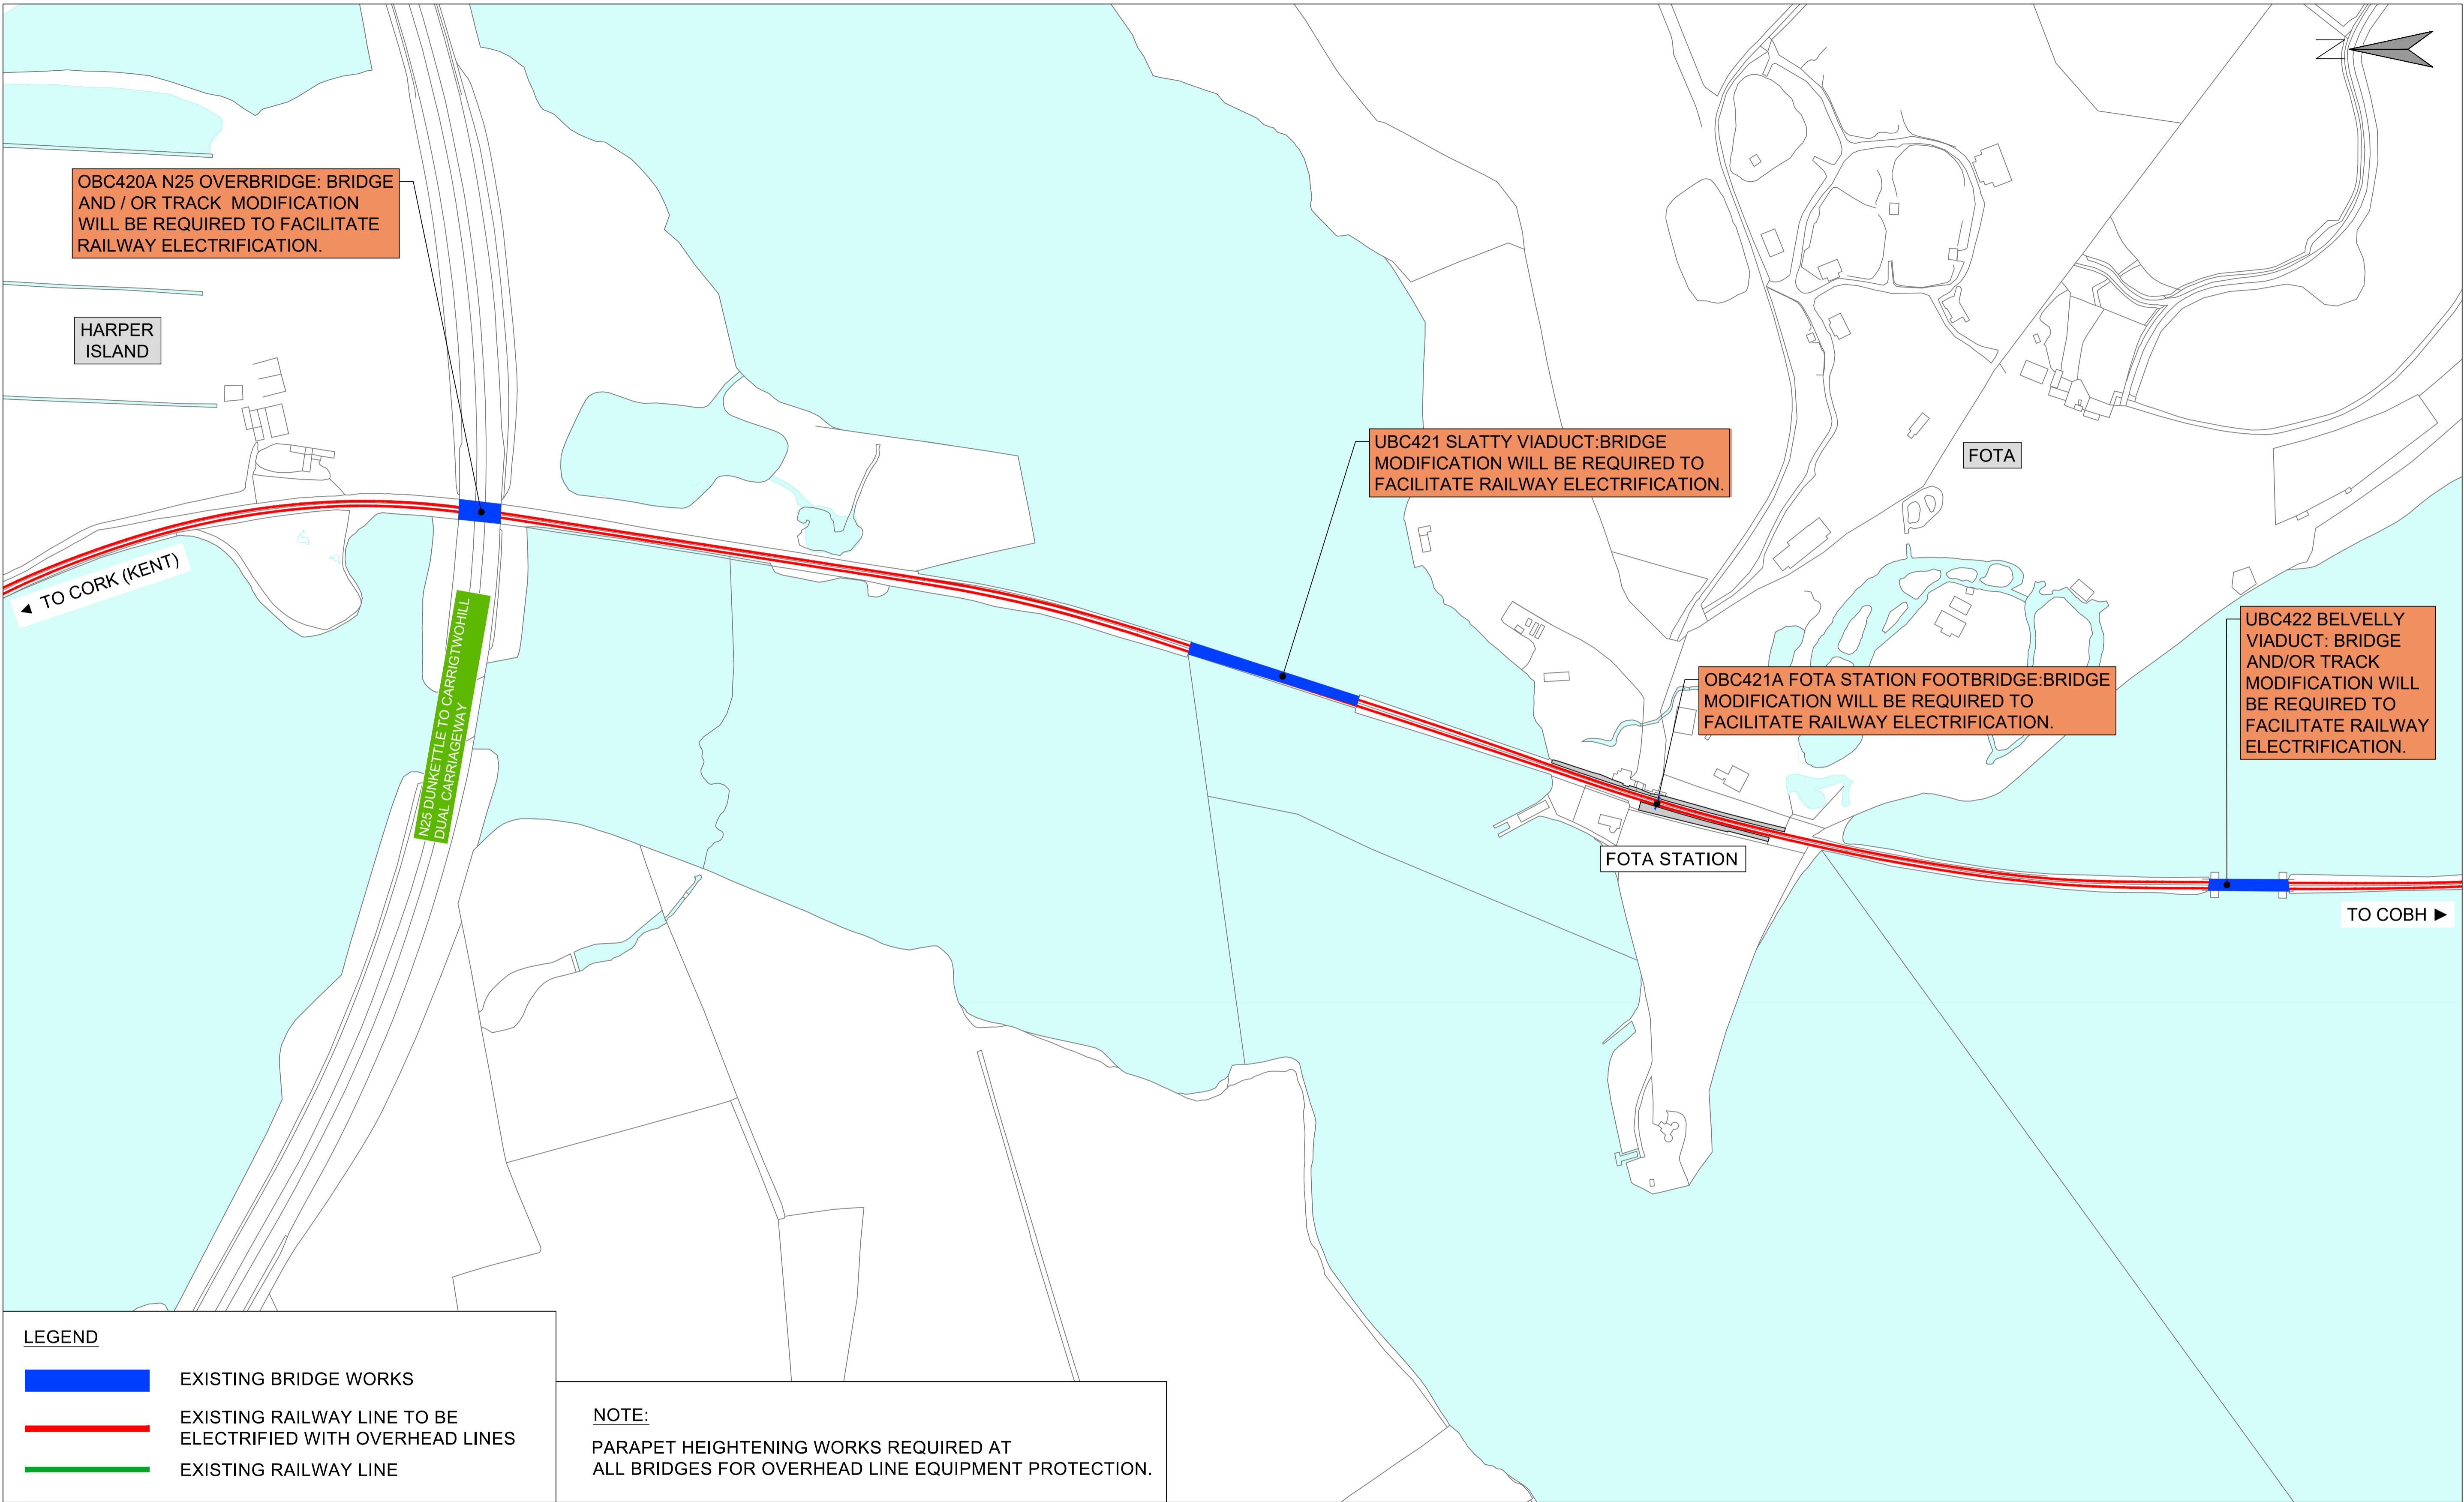 OBC420A N25 OVERBRIDGE: BRIDGE
AND / OR TRACK MODIFICATION
WILL BE REQUIRED TO FACILITATE
RAILWAY ELECTRIFICATION.
HARPER
ISLAND
◄ TO CORK (KENT)
N25 DUNKETTLE TO CARRIGTWOHILL
DUAL CARRIAGEWAY
UBC421 SLATTY VIADUCT:BRIDGE
MODIFICATION WILL BE REQUIRED TO
FACILITATE RAILWAY ELECTRIFICATION.
N
FOTA
OBC421A FOTA STATION FOOTBRIDGE:BRIDGE
MODIFICATION WILL BE REQUIRED TO
FACILITATE RAILWAY ELECTRIFICATION.
FOTA STATION
UBC422 BELVELLY
VIADUCT: BRIDGE
AND/OR TRACK
MODIFICATION WILL
BE REQUIRED TO
FACILITATE RAILWAY
ELECTRIFICATION.
TO COBH ►
LEGEND
EXISTING BRIDGE WORKS
EXISTING RAILWAY LINE TO BE
ELECTRIFIED WITH OVERHEAD LINES
EXISTING RAILWAY LINE
NOTE:
PARAPET HEIGHTENING WORKS REQUIRED AT
ALL BRIDGES FOR OVERHEAD LINE EQUIPMENT PROTECTION.